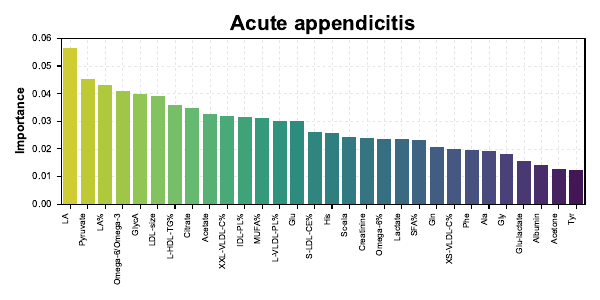 Acute appendicitis
Importance
0.06
0.05
0.04
0.03
0.02
0.01
0.00
LA
Pyruvate
LA%
Omega-6/Omega-3
GlycA
LDL-size
L-HDL-TG%
Citrate
Acetate
XXL-VLDL-C%
IDL-PL%
MUFA%
L-VLDL-PL%
Glu
S-LDL-CE%
His
Creatinine
Omega-6%
Lactate
SFA%
Gln
XS-VLDL-C%
Phe
Ala
Gly
Glu-lactate
Albumin
Acetone
Tyr